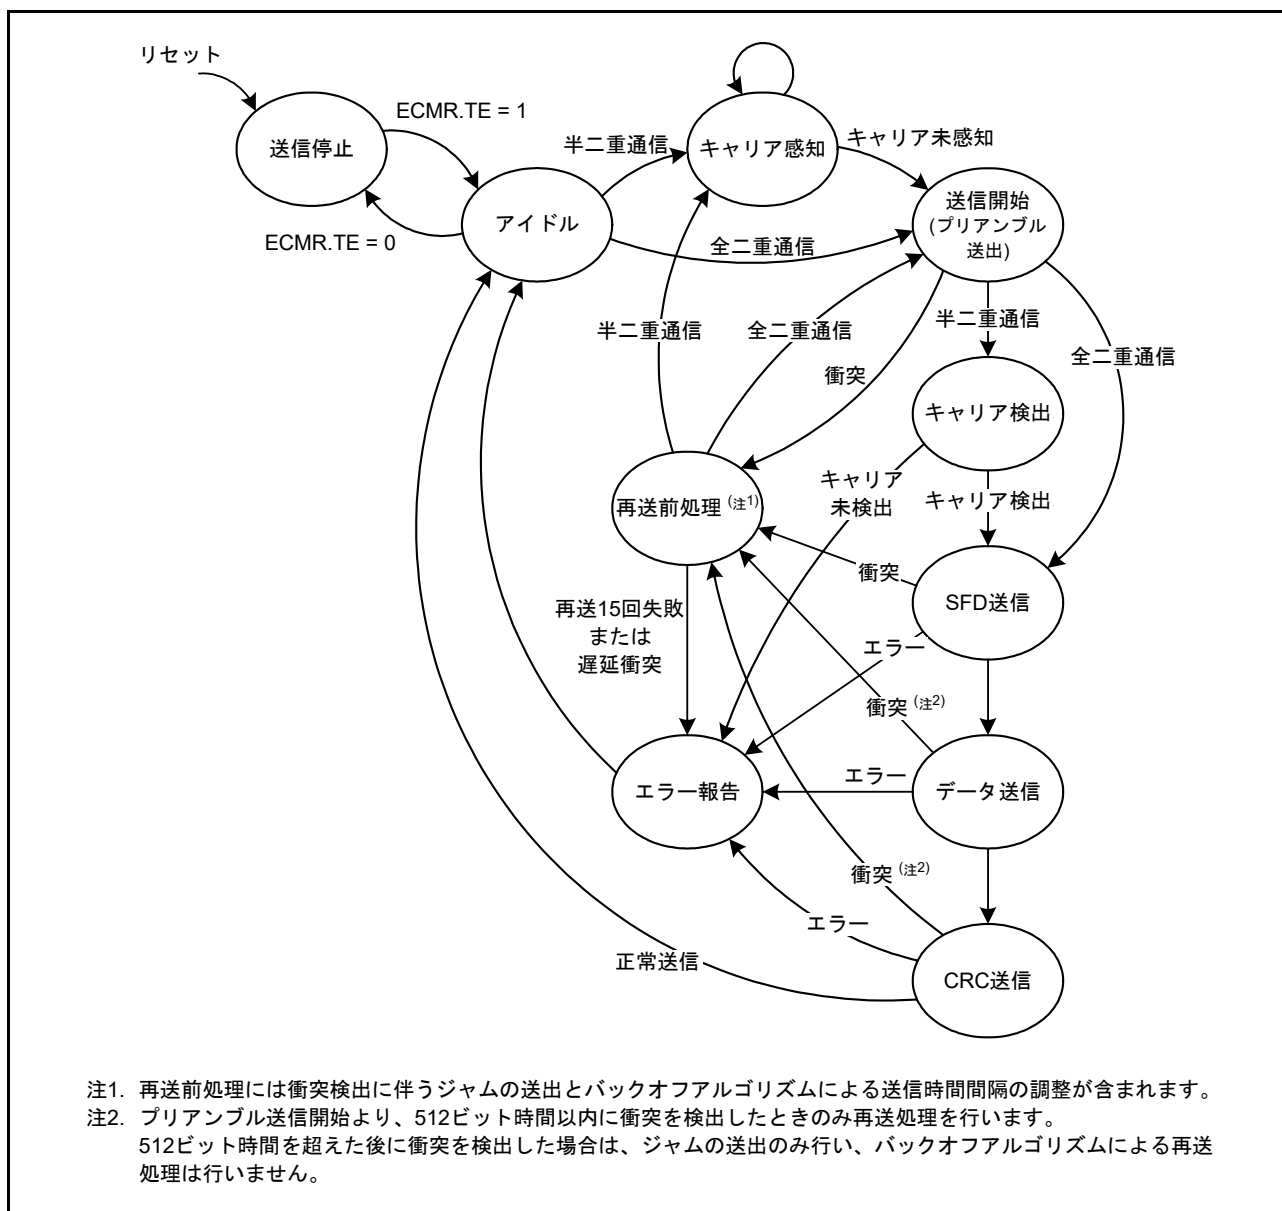 リセット
ECMR.TE = 1
送信停止
半二重通信
キャリア感知
キャリア未感知
アイドル
送信開始
(プリアンブル
送出)
ECMR.TE = 0
全二重通信
半二重通信
全二重通信
半二重通信
全二重通信
衝突
キャリア検出
キャリア
未検出
キャリア検出
再送前処理 (注1)
衝突
SFD送信
再送15回失敗
または
遅延衝突
エラー
衝突 (注2)
エラー
エラー報告
データ送信
衝突 (注2)
エラー
正常送信
CRC送信
注1. 再送前処理には衝突検出に伴うジャムの送出とバックオフアルゴリズムによる送信時間間隔の調整が含まれます。
注2. プリアンブル送信開始より、512ビット時間以内に衝突を検出したときのみ再送処理を行います。
512ビット時間を超えた後に衝突を検出した場合は、ジャムの送出のみ行い、バックオフアルゴリズムによる再送
処理は行いません。